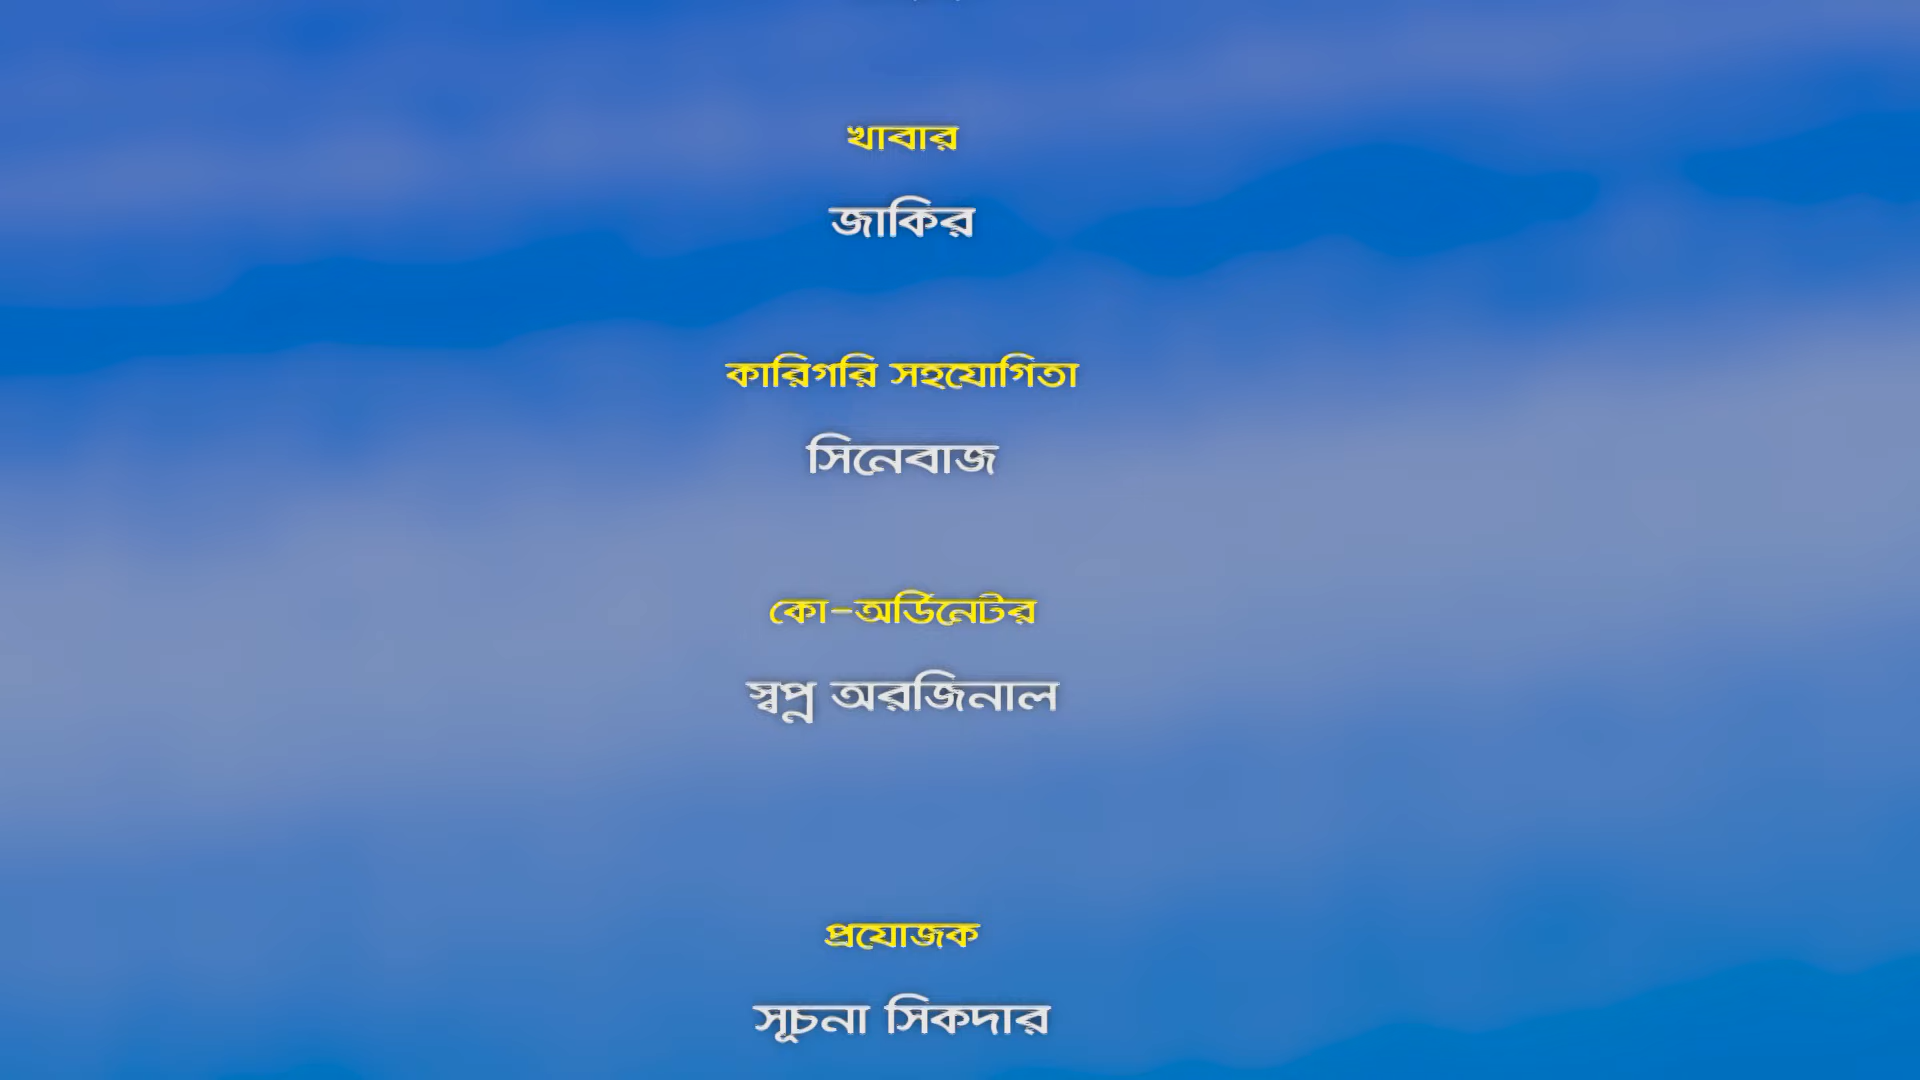 খাবার
জাকির
কারিগরি সহযোগিতা
সিনেবাজ
কো-অর্ডিনেটর
স্বপ্ন অরজিনাল
প্রযোজক
সূচনা সিকদার